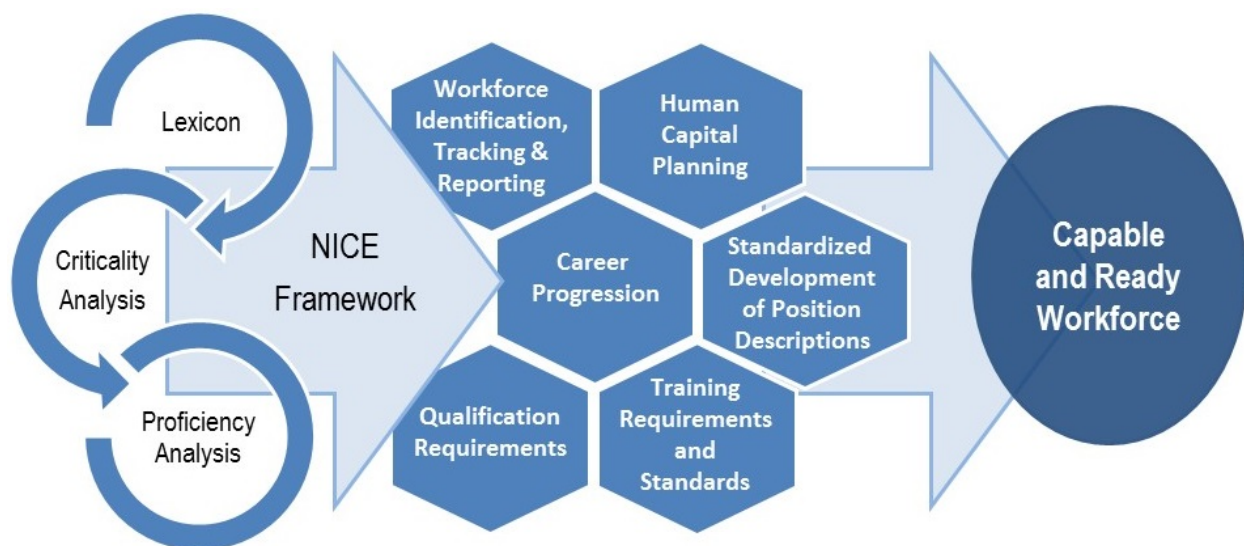 Lexicon
Criticality
Analysis
Proficiency
Analysis
NICE
Framework
Workforce
Identification,
Tracking &
Reporting
Human
Capital
Planning
Career
Progression
Standardized
Development
of Position
Descriptions
Qualification
Requirements
Training
Requirements
and
Standards
Capable
and Ready
Workforce